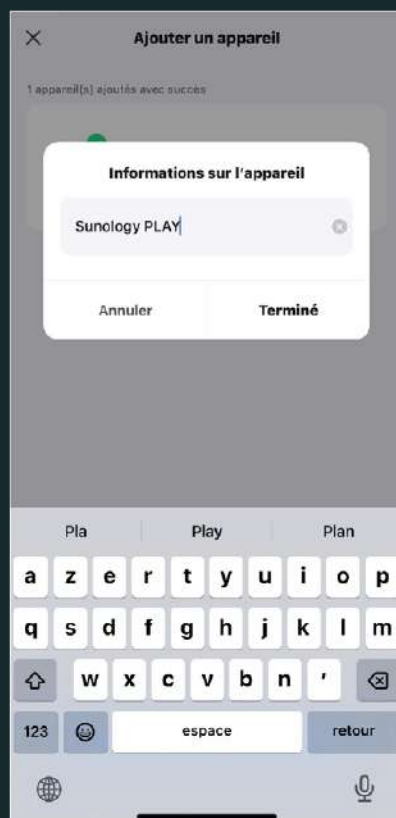 Ajouter un appareil
1 appareil(s) ajoutés avec succès
Informations sur l'appareil
Sunology PLAY
Annuler Terminé
Pla Play Plan
a z e r t y u i o p
q s d f g h j k l m
w x c v b n '
123 espace retour